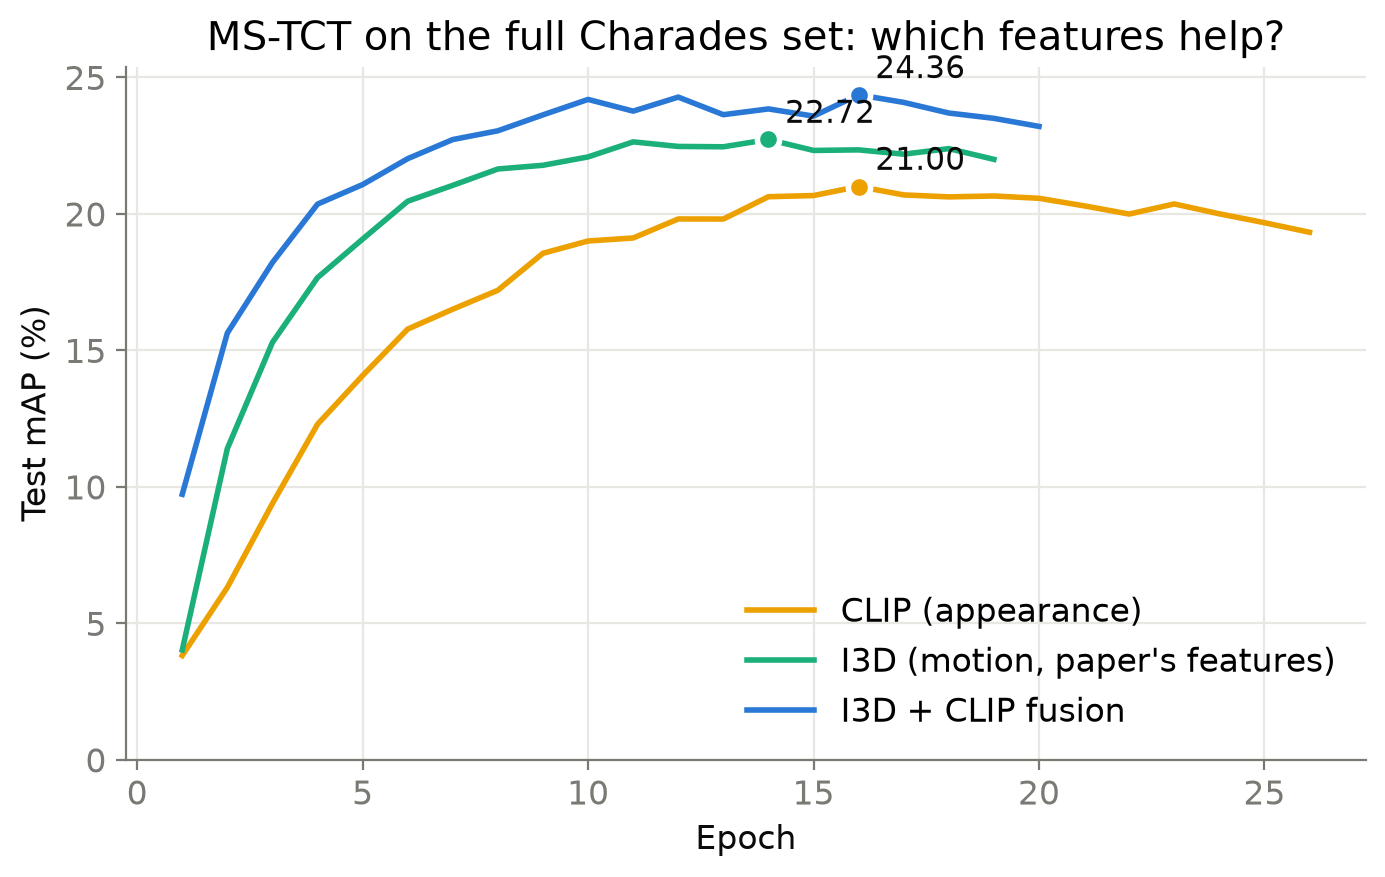 MS-TCT on the full Charades set: which features help?
24.36
22.72
21.00
25
20
15
10
5
0
Test mAP (%)
CLIP (appearance)
I3D (motion, paper's features)
I3D + CLIP fusion
0 5 10 15 20 25
Epoch